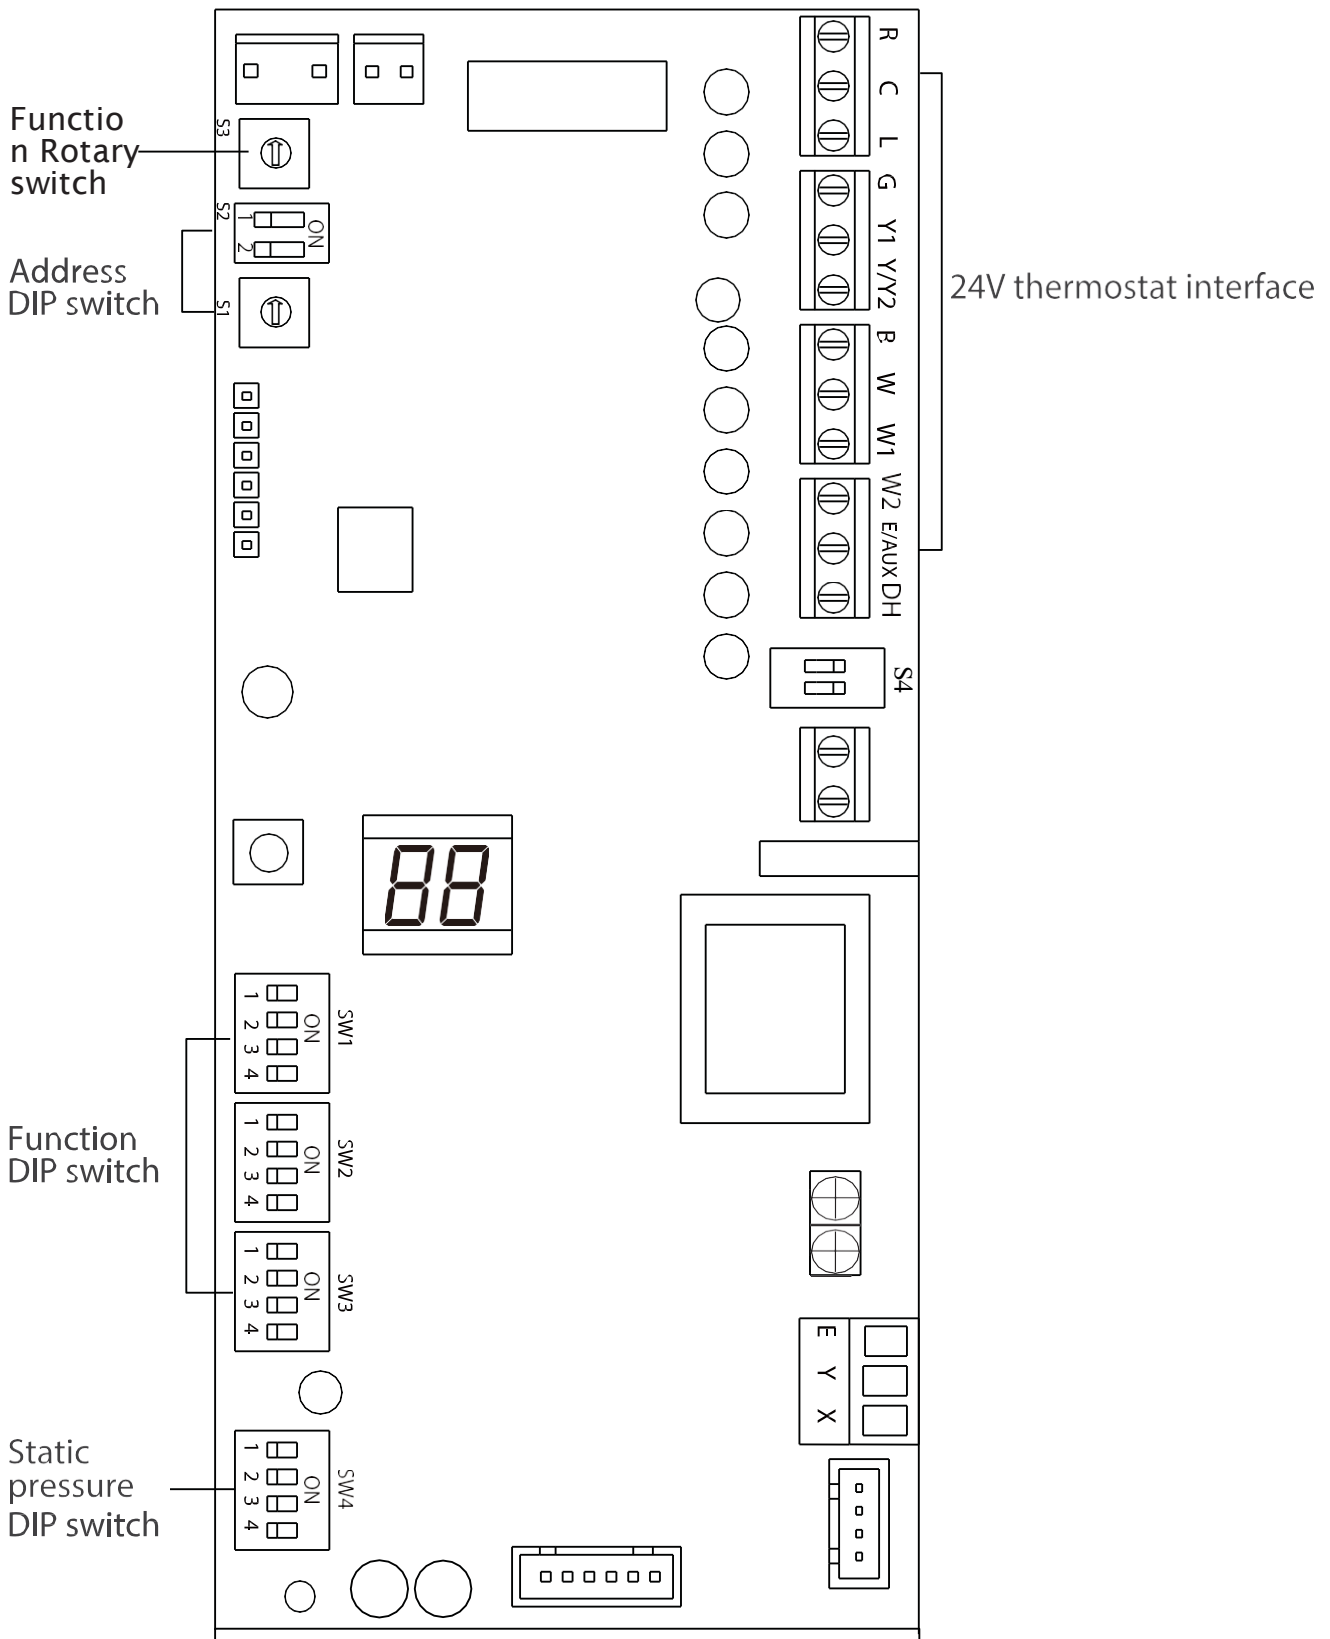 R
C
L
Functio
n Rotary
switch
S3
G
S2
1
2
ON
Y1
Y/Y2
Address
DIP switch
S1
24V thermostat interface
B
W
W1
W2
E/AUX
DH
S4
88
1
2
3
4
ON
SW1
Function
DIP switch
1
2
3
4
ON
SW2
1
2
3
4
ON
SW3
E
Y
X
Static
pressure
DIP switch
1
2
3
4
ON
SW4